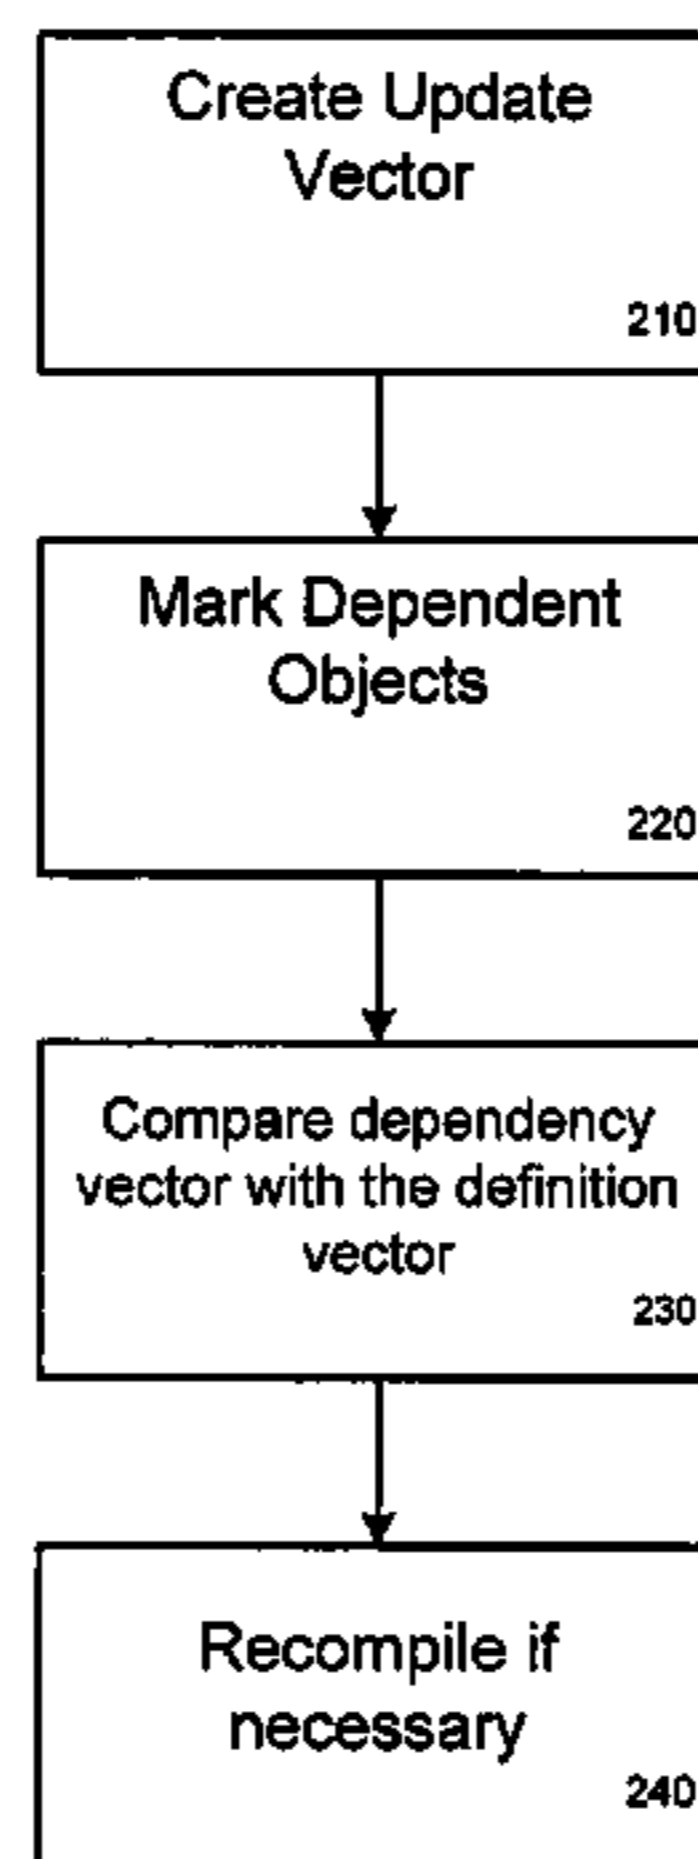 Create Update
Vector
210
Mark Dependent
Objects
220
Compare dependency
vector with the definition
vector
230
Recompile if
necessary
240